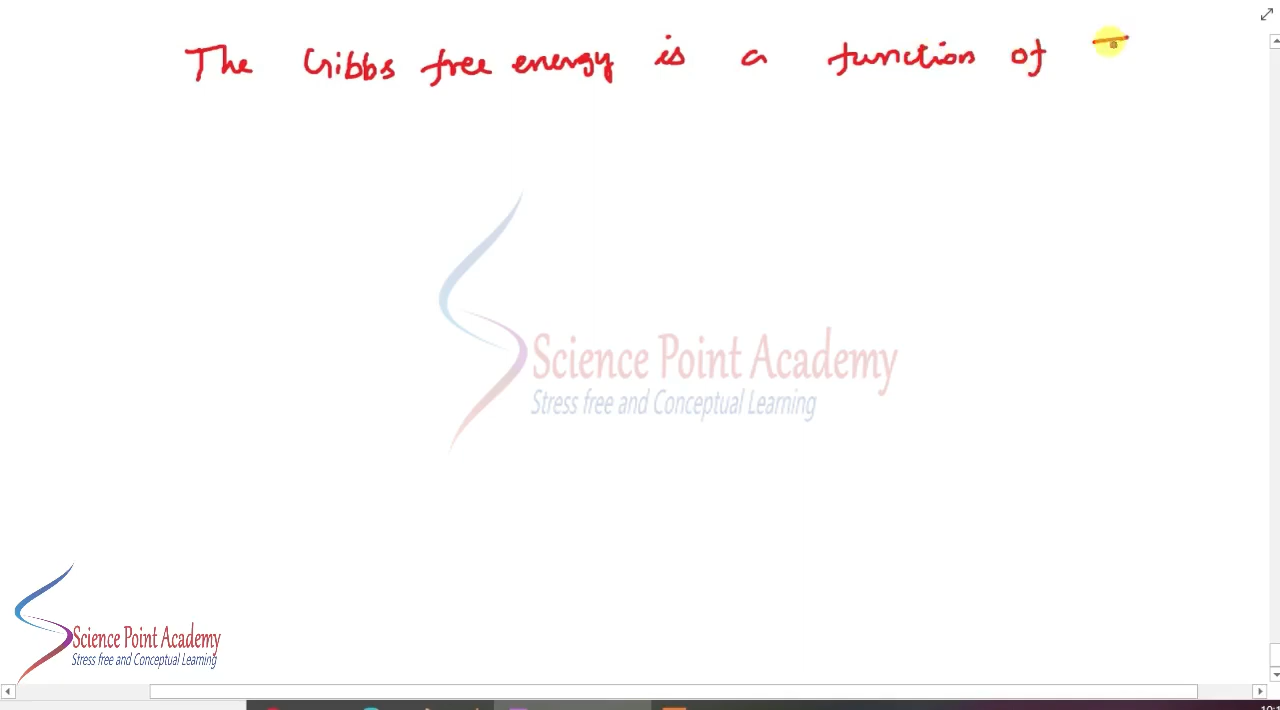 The Gibbs free energy is a function of
Science Point Academy
Stress free and Conceptual Learning
Science Point Academy
Stress free and Conceptual Learning